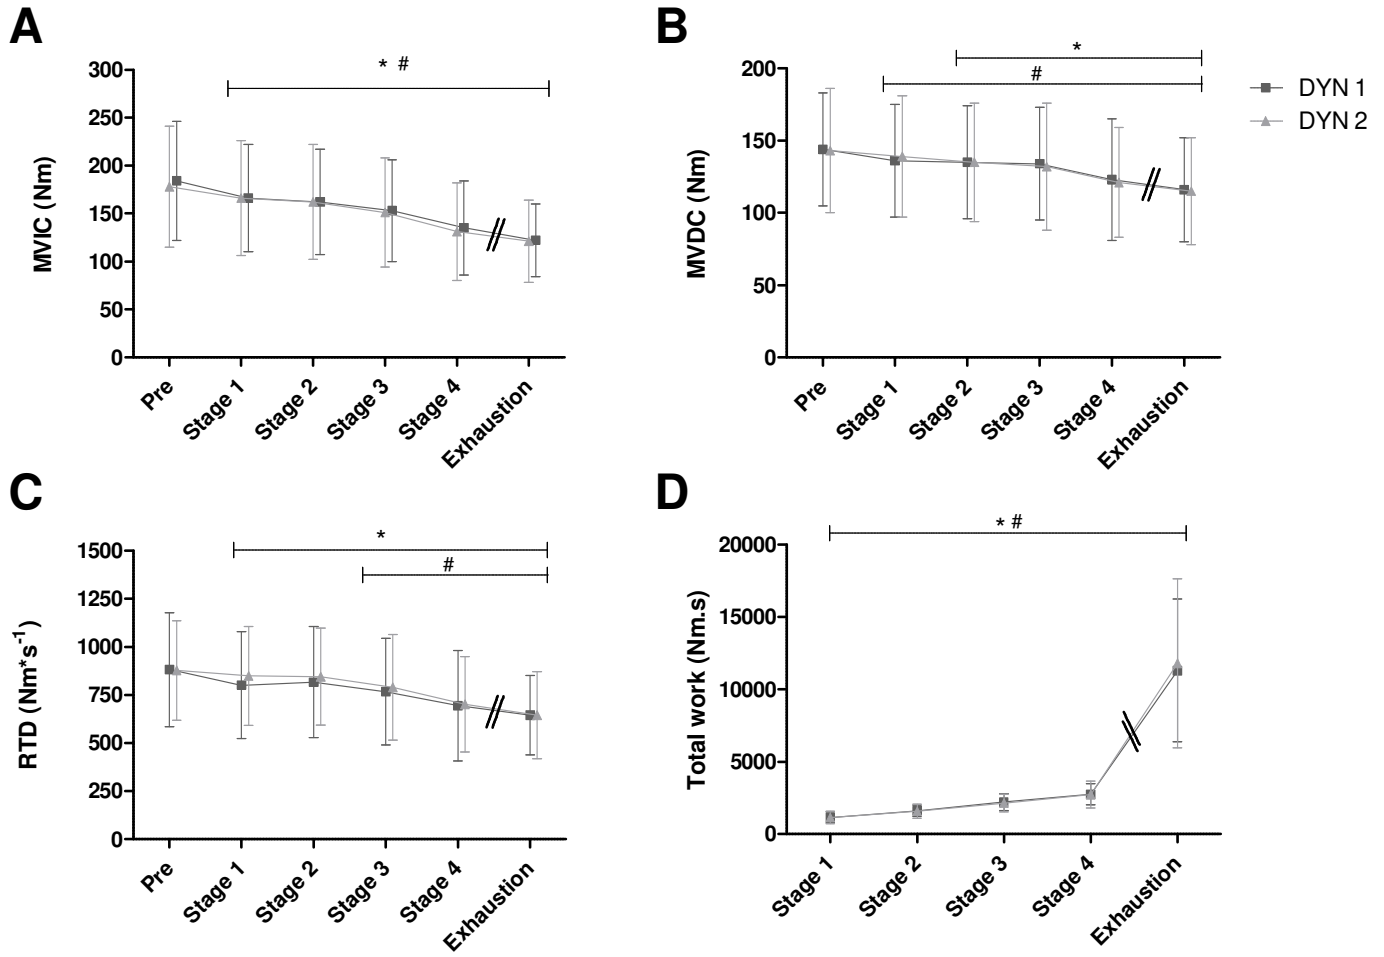 A
MVIC (Nm)
300
250
200
150
100
50
0
* #
Pre
Stage 1
Stage 2
Stage 3
Stage 4
Exhaustion
B
MVDC (Nm)
200
150
100
50
0
*
#
Pre
Stage 1
Stage 2
Stage 3
Stage 4
Exhaustion
DYN 1
DYN 2
C
RTD (Nm*s-1)
1500
1250
1000
750
500
250
0
*
#
Pre
Stage 1
Stage 2
Stage 3
Stage 4
Exhaustion
D
Total work (Nm.s)
20000
15000
10000
5000
0
* #
Stage 1
Stage 2
Stage 3
Stage 4
Exhaustion